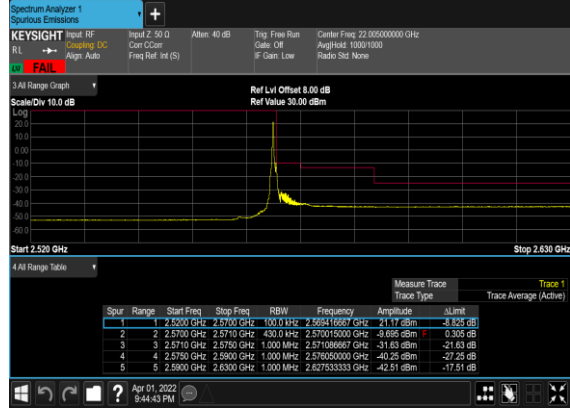 Spectrum Analyzer 1
Spurious Emissions
KEYSIGHT Input: RF Input Z: 50 Ω Atten: 40 dB Trig: Free Run Center Freq: 22.005000000 GHz
RL Coupling: DC Corr CCorr Gate: Off Avg|Hold: 1000/1000
Align: Auto Freq Ref: Int (S) IF Gain: Low Radio Std: None
LV FAIL
3 All Range Graph
Ref Lvl Offset 8.00 dB
Scale/Div 10.0 dB Ref Value 30.00 dBm
Log
20.0
10.0
0.00
-10.0
-20.0
-30.0
-40.0
-50.0
-60.0
Start 2.520 GHz Stop 2.630 GHz
4 All Range Table
Measure Trace Trace 1
Trace Type Trace Average (Active)
Spur Range Start Freq Stop Freq RBW Frequency Amplitude ΔLimit
1 1 2.5200 GHz 2.5700 GHz 100.0 kHz 2.569416667 GHz 21.17 dBm -8.825 dB
2 2 2.5700 GHz 2.5710 GHz 430.0 kHz 2.570015000 GHz -9.695 dBm F 0.305 dB
3 3 2.5710 GHz 2.5750 GHz 1.000 MHz 2.571086667 GHz -31.63 dBm -21.63 dB
4 4 2.5750 GHz 2.5900 GHz 1.000 MHz 2.576050000 GHz -40.25 dBm -27.25 dB
5 5 2.5900 GHz 2.6300 GHz 1.000 MHz 2.627533333 GHz -42.51 dBm -17.51 dB
? Apr 01, 2022
9:44:43 PM